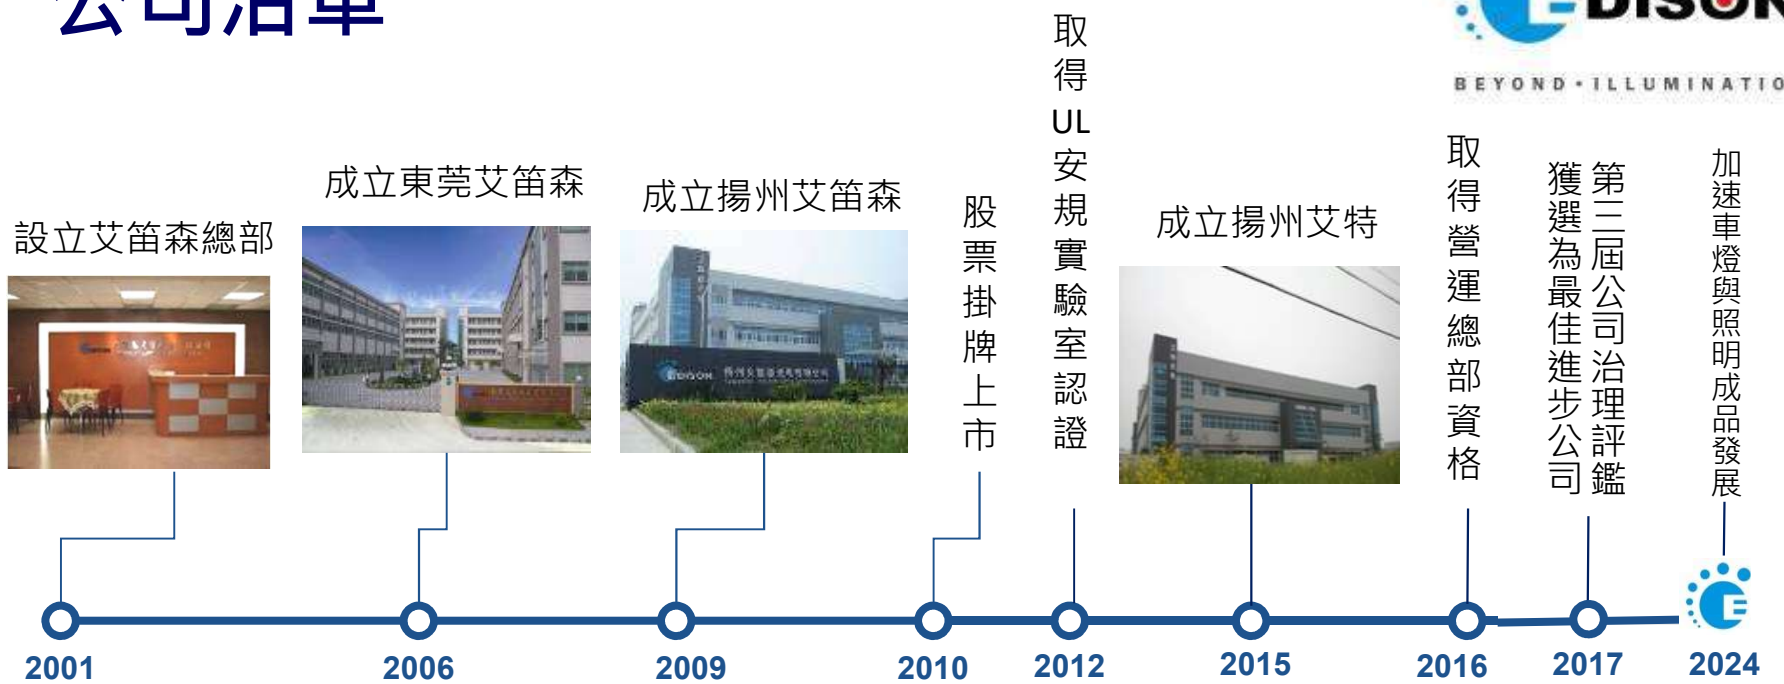 公司沿革
EDISON
BEYOND·ILLUMINATIO
設立艾笛森總部
成立東莞艾笛森
成立揚州艾笛森
股票掛牌上市
取得UL安規實驗室認證
成立揚州艾特
取得營運總部資格
第三屆公司治理評鑑
獲選為最佳進步公司
加速車燈與照明成品發展
EDISON
2001
2006
2009
2010
2012
2015
2016
2017
2024